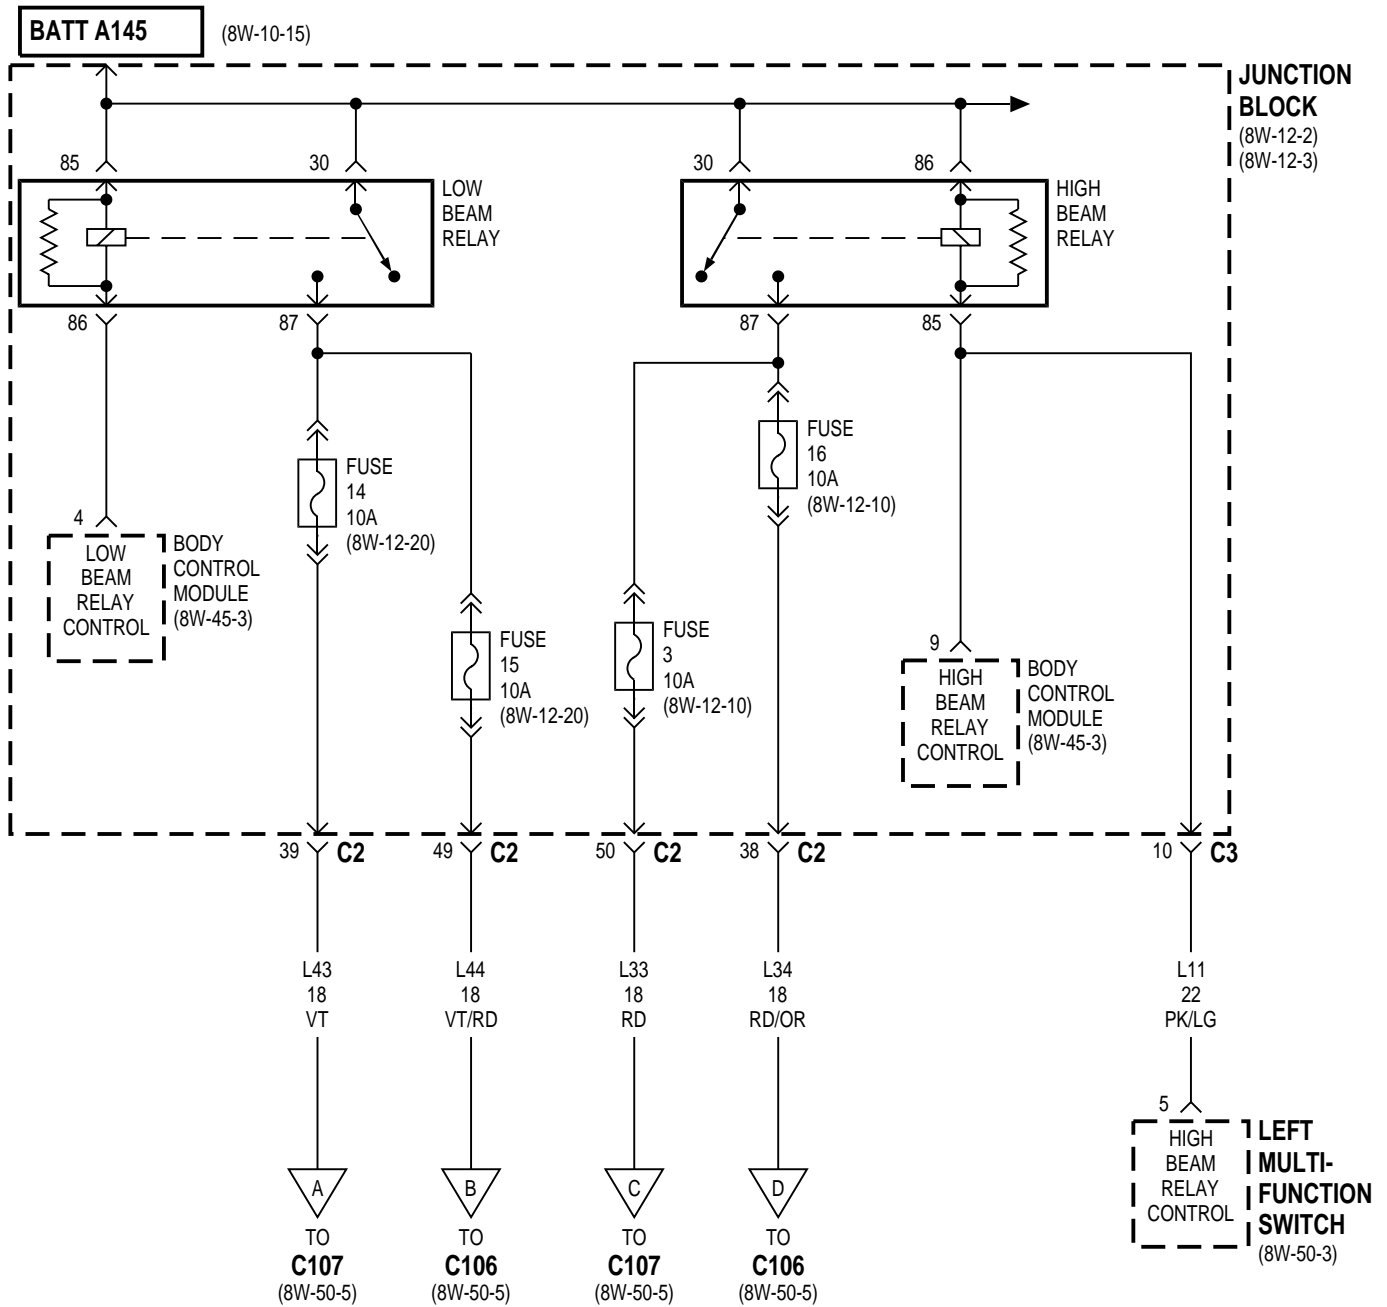 BATT A145
(8W-10-15)
JUNCTION
BLOCK
(8W-12-2)
(8W-12-3)
85
30
30
86
LOW
BEAM
RELAY
HIGH
BEAM
RELAY
86
87
87
85
FUSE
14
10A
(8W-12-20)
FUSE
16
10A
(8W-12-10)
4
LOW
BEAM
RELAY
CONTROL
BODY
CONTROL
MODULE
(8W-45-3)
FUSE
15
10A
(8W-12-20)
FUSE
3
10A
(8W-12-10)
9
HIGH
BEAM
RELAY
CONTROL
BODY
CONTROL
MODULE
(8W-45-3)
39 C2
49 C2
50 C2
38 C2
10 C3
L43
18
VT
L44
18
VT/RD
L33
18
RD
L34
18
RD/OR
L11
22
PK/LG
5
HIGH
BEAM
RELAY
CONTROL
LEFT
MULTI-
FUNCTION
SWITCH
(8W-50-3)
A
TO
C107
(8W-50-5)
B
TO
C106
(8W-50-5)
C
TO
C107
(8W-50-5)
D
TO
C106
(8W-50-5)